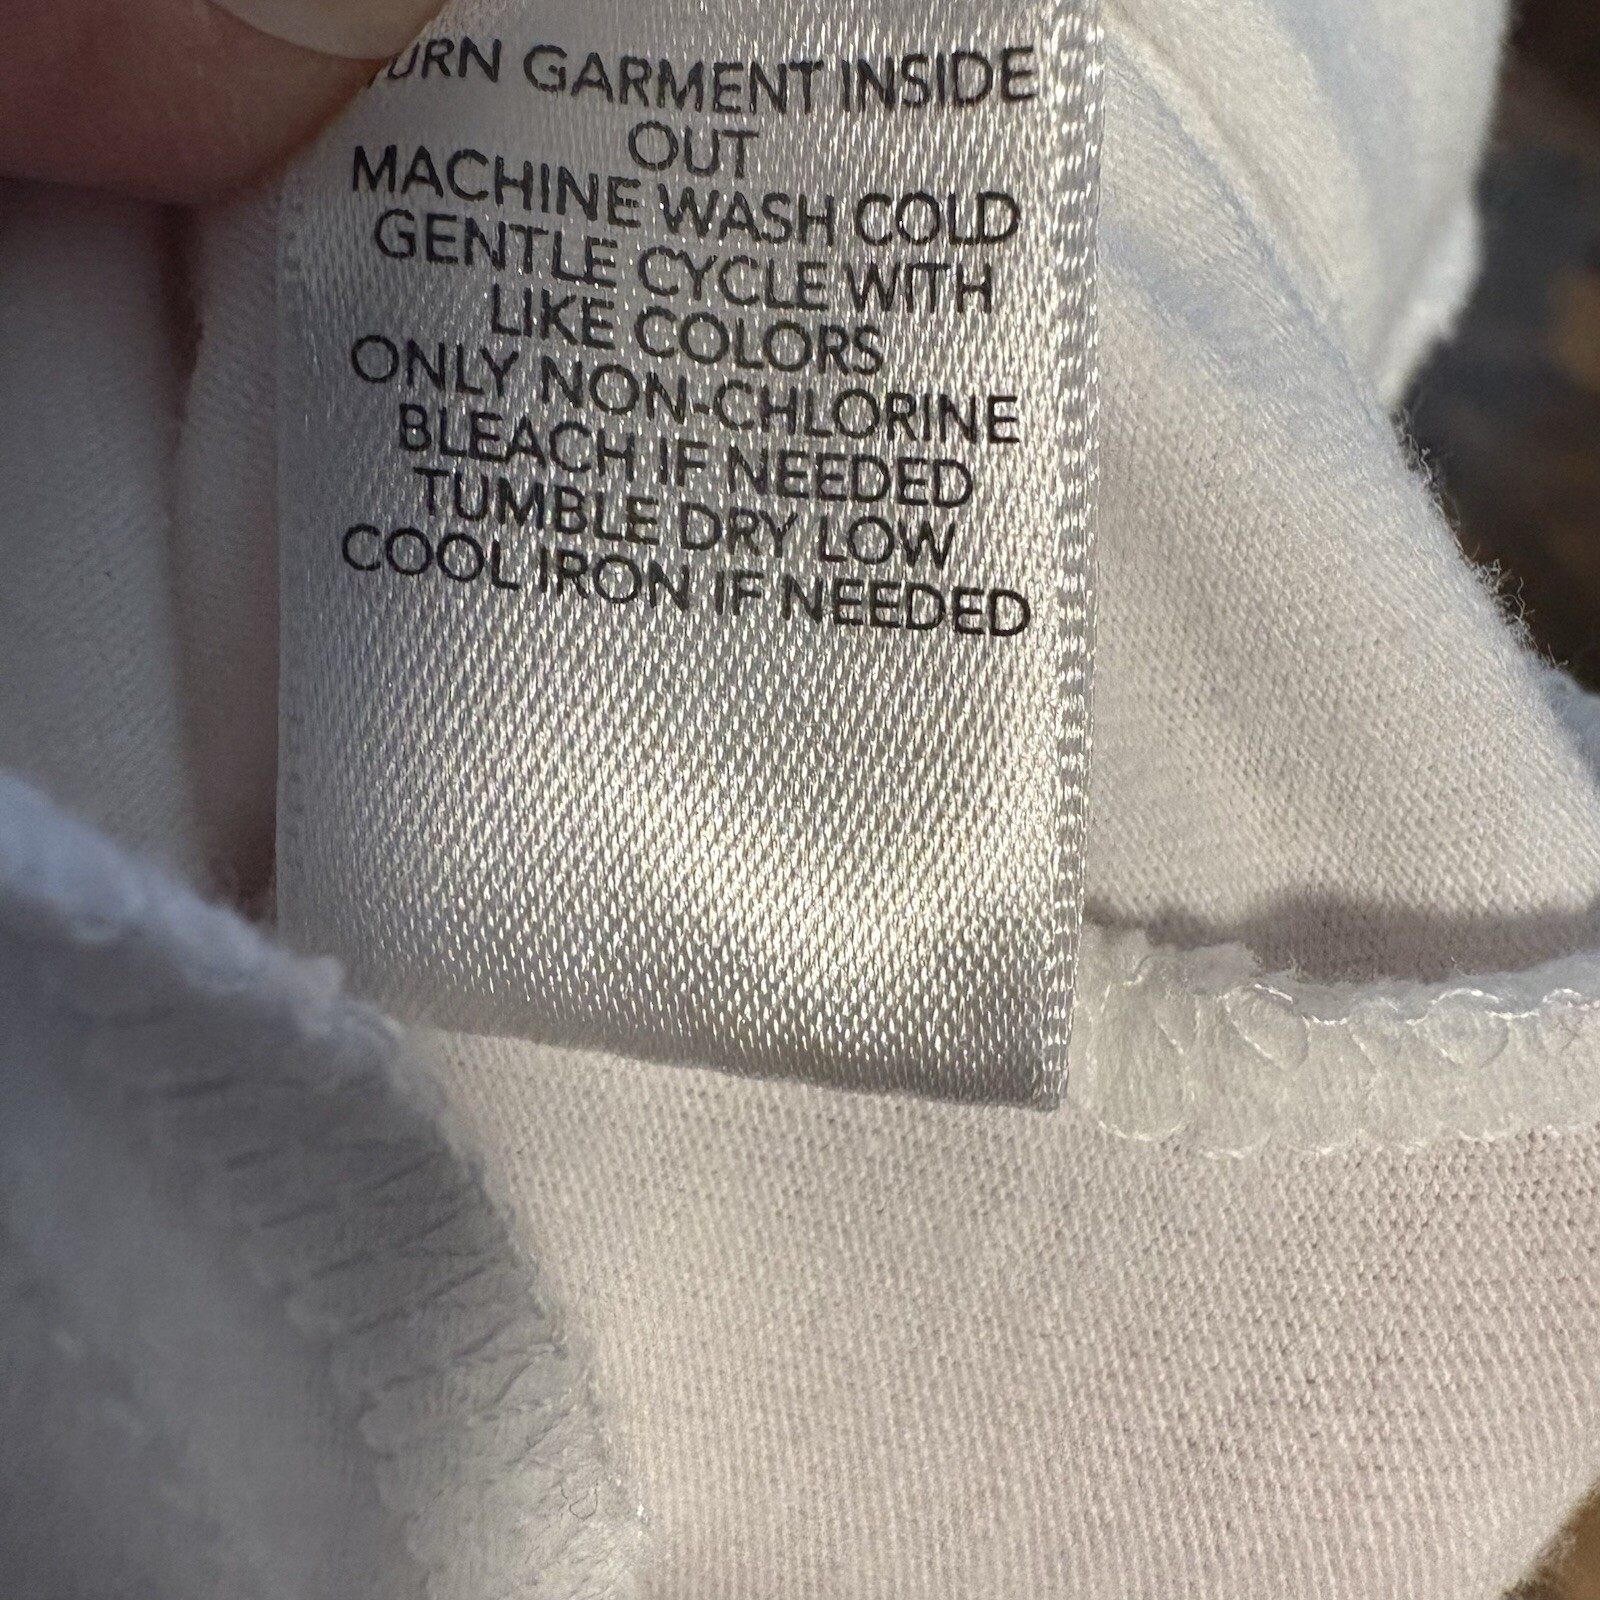 TURN GARMENT INSIDE
OUT
MACHINE WASH COLD
GENTLE CYCLE WITH
LIKE COLORS
ONLY NON-CHLORINE
BLEACH IF NEEDED
TUMBLE DRY LOW
COOL IRON IF NEEDED